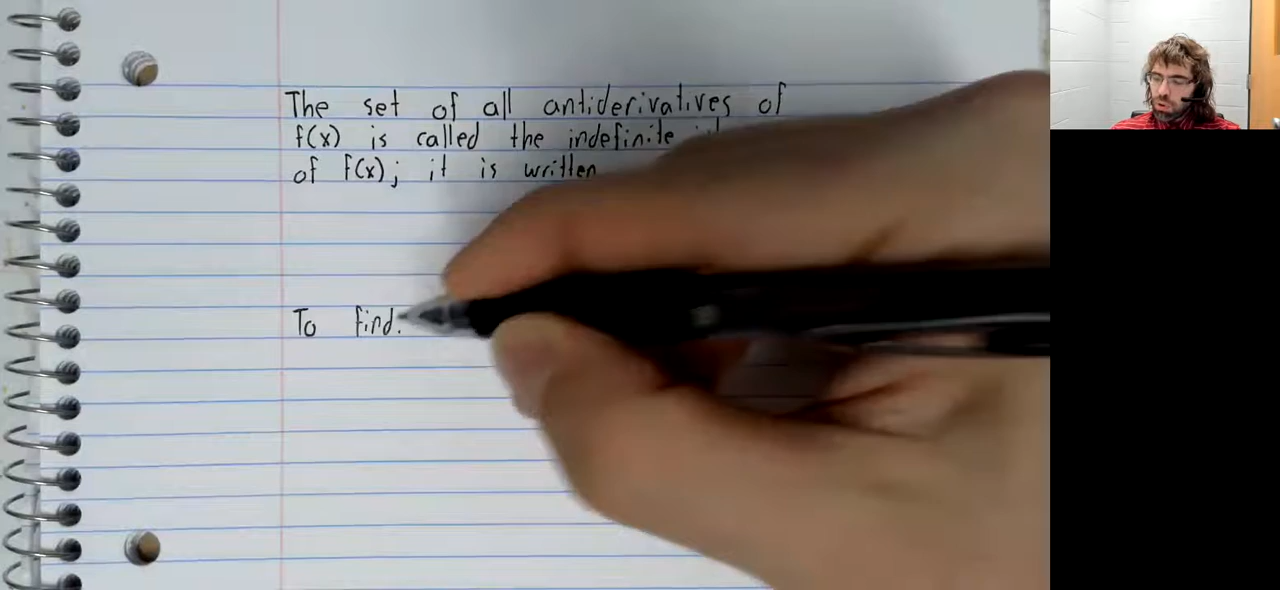 The set of all antiderivatives of
f(x) is called the indefinite
of f(x); it is written
To find